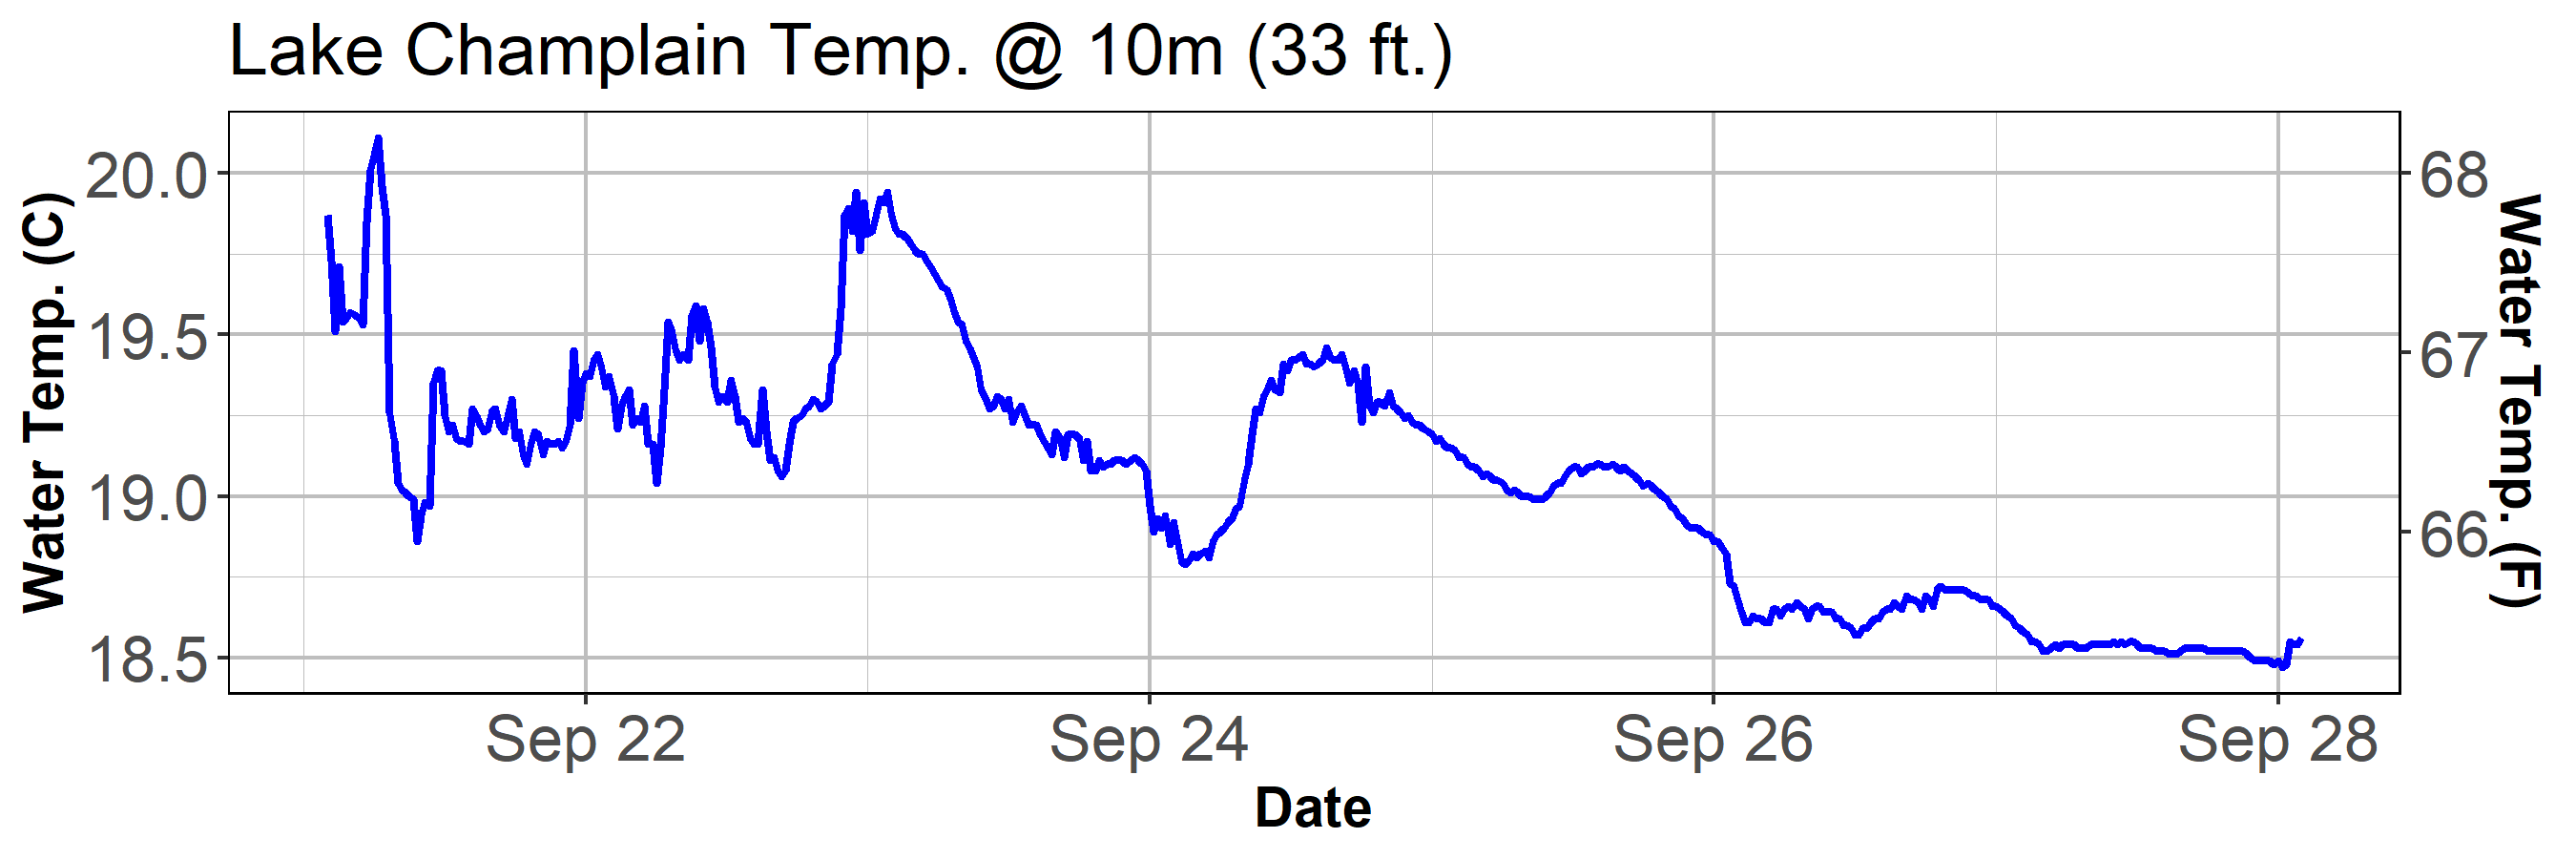 Lake Champlain Temp. @ 10m (33 ft.)
Water Temp. (C)
20.0
19.5
19.0
18.5
68
67
66
Water Temp. (F)
Sep 22
Sep 24
Sep 26
Sep 28
Date